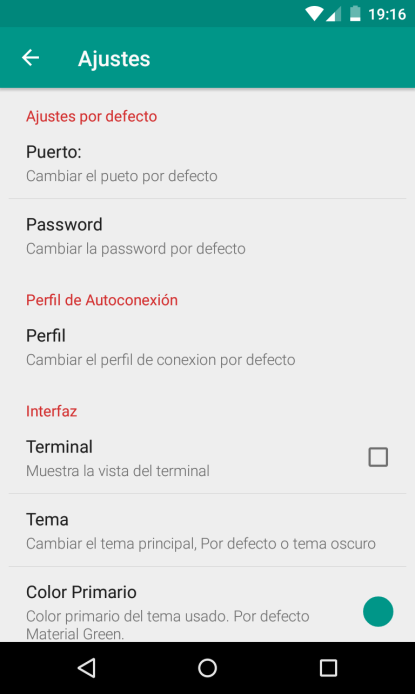 19:16
Ajustes
Ajustes por defecto
Puerto:
Cambiar el pueto por defecto
Password
Cambiar la password por defecto
Perfil de Autoconexión
Perfil
Cambiar el perfil de conexion por defecto
Interfaz
Terminal
Muestra la vista del terminal
Tema
Cambiar el tema principal, Por defecto o tema oscuro
Color Primario
Color primario del tema usado. Por defecto
Material Green.